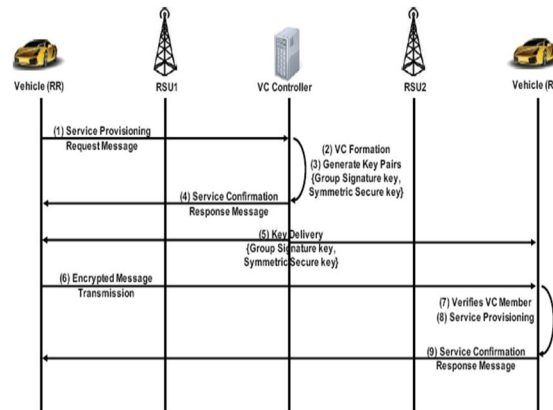 Vehicle (RR)
RSU1
VC Controller
RSU2
Vehicle (R
(1) Service Provisioning
Request Message
(2) VC Formation
(3) Generate Key Pairs
{Group Signature key,
Symmetric Secure key}
(4) Service Confirmation
Response Message
(5) Key Delivery
{Group Signature key,
Symmetric Secure key}
(6) Encrypted Message
Transmission
(7) Verifies VC Member
(8) Service Provisioning
(9) Service Confirmation
Response Message